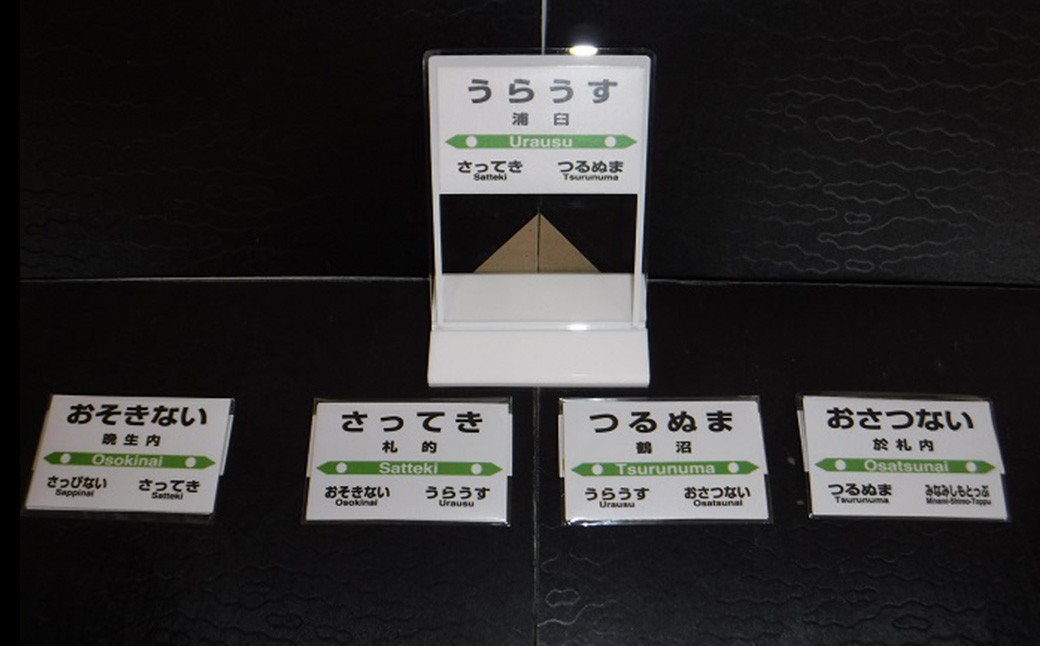 うらうす
浦臼
Urausu
さってき つるぬま
Satteki Tsurunuma
おそきない
晩生内
Osokinai
さっぴない さってき
Sappinai Satteki
さってき
札的
Satteki
おそきない うらうす
Osokinai Urausu
つるぬま
鶴沼
Tsurunuma
うらうす おさつない
Urausu Osatsunai
おさつない
於札内
Osatsunai
つるぬま みなみしもとっぷ
Tsurunuma Minami-Shimo-Toppu